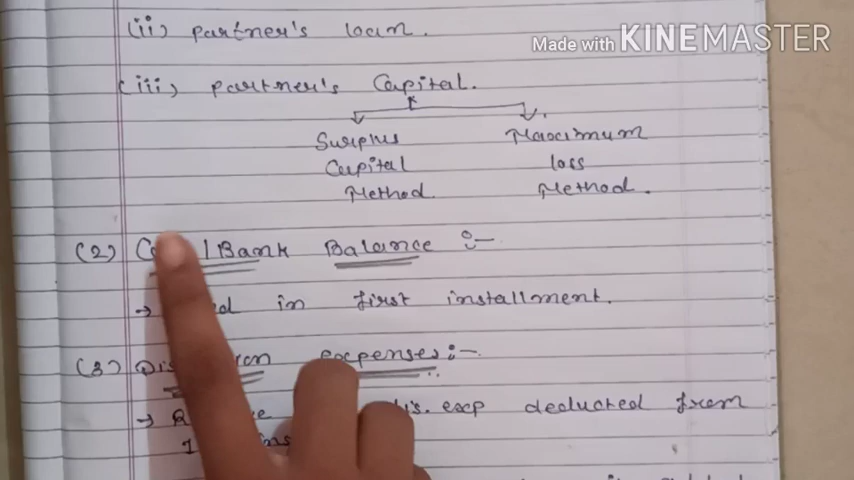 (ii) partner's loan.
Made with KINEMASTER
(iii) partner's Capital.
Surplus Capital Method
Maximum loss Method.
(2) Bank Balance :-
→ in first installment.
(3) expenses :-
→ dis. exp deducted from